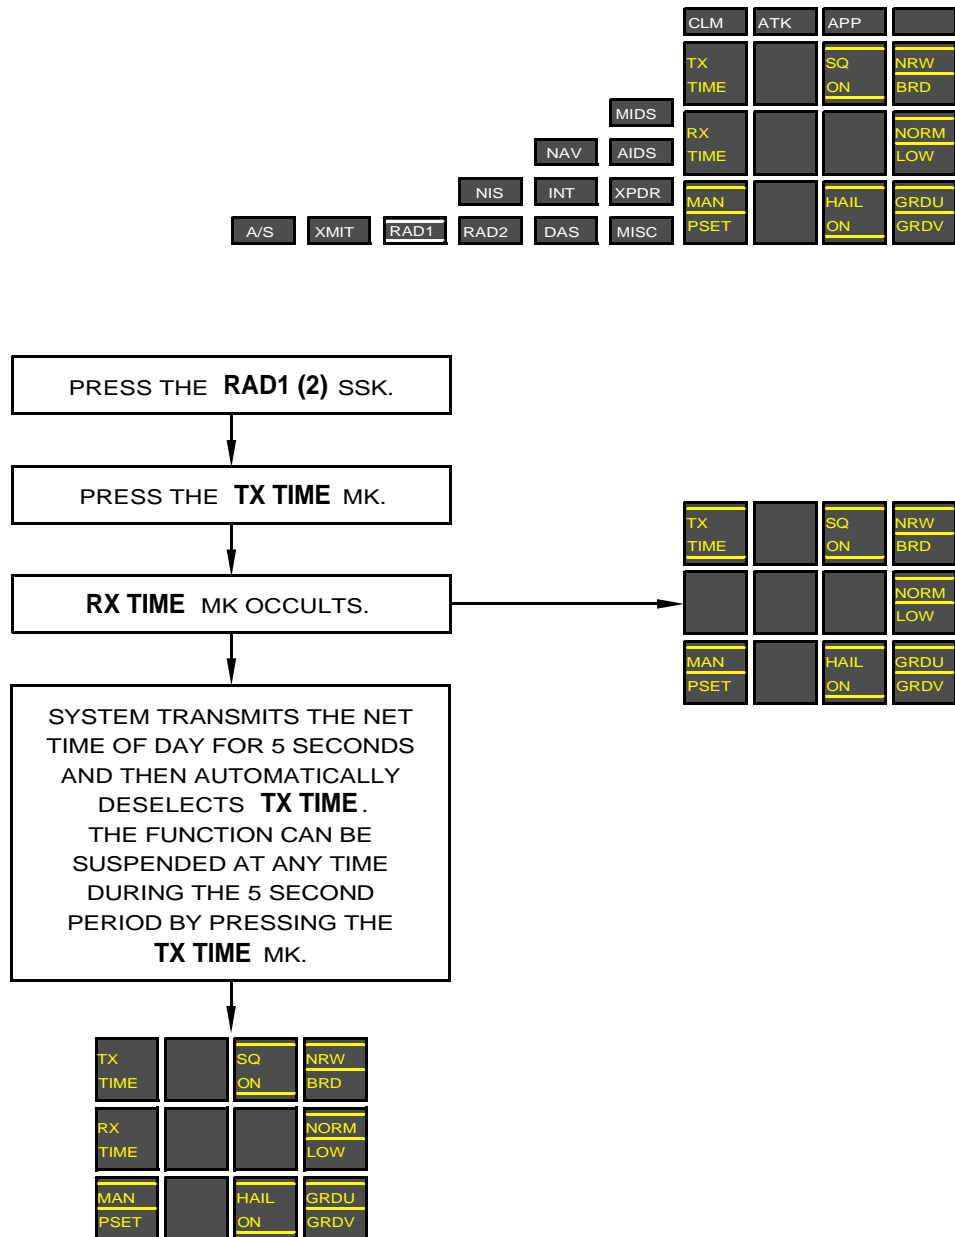 CLM ATK APP
TX SQ NRW
TIME ON BRD
MIDS
RX NORM
TIME LOW
NAV AIDS
NIS INT XPDR
MAN HAIL GRDU
PSET ON GRDV
A/S XMIT RAD1 RAD2 DAS MISC
PRESS THE RAD1 (2) SSK.
PRESS THE TX TIME MK.
RX TIME MK OCCULTS.
TX SQ NRW
TIME ON BRD
NORM
LOW
MAN HAIL GRDU
PSET ON GRDV
SYSTEM TRANSMITS THE NET
TIME OF DAY FOR 5 SECONDS
AND THEN AUTOMATICALLY
DESELECTS TX TIME.
THE FUNCTION CAN BE
SUSPENDED AT ANY TIME
DURING THE 5 SECOND
PERIOD BY PRESSING THE
TX TIME MK.
TX SQ NRW
TIME ON BRD
RX NORM
TIME LOW
MAN HAIL GRDU
PSET ON GRDV